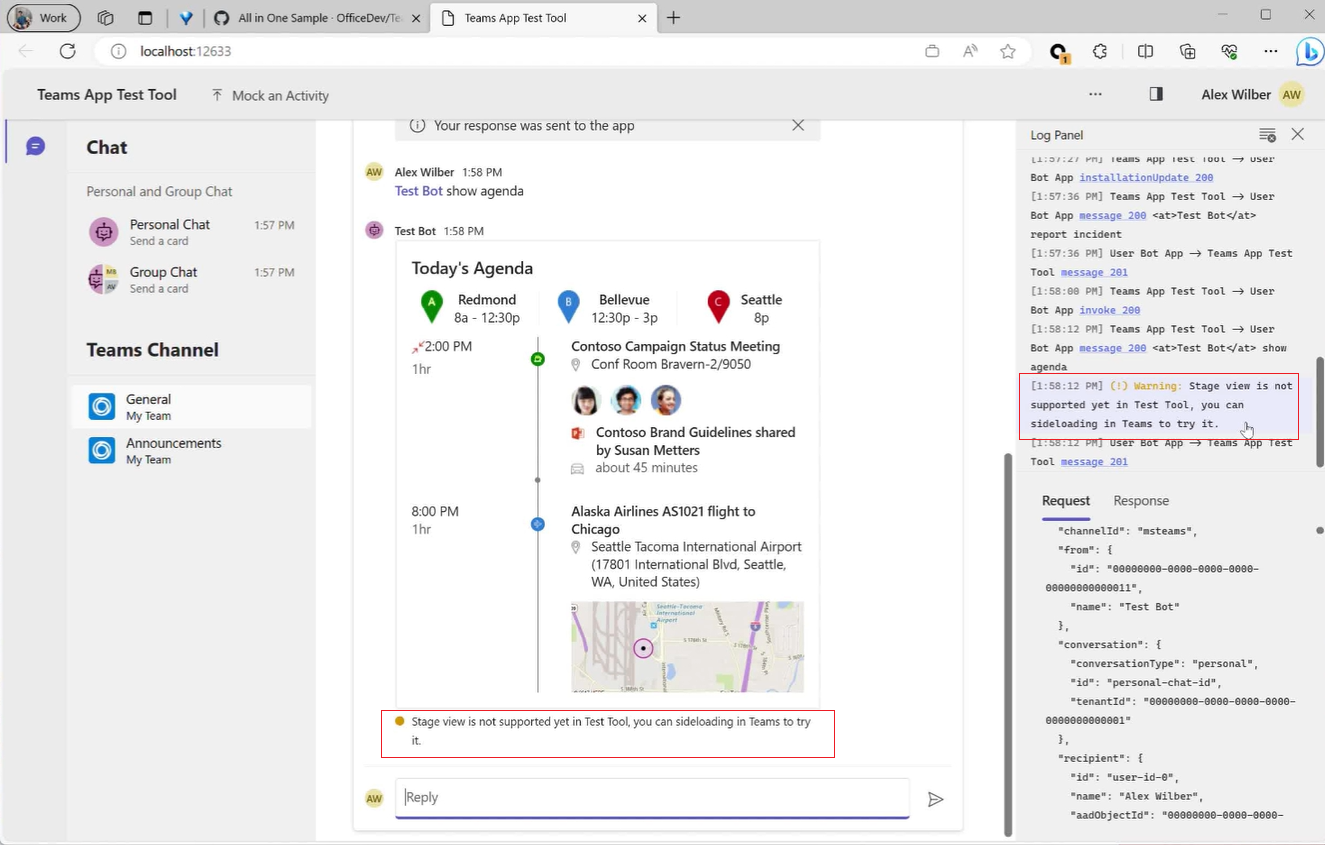 Work
All in One Sample · OfficeDev/Te
Teams App Test Tool
localhost:12633
1
Teams App Test Tool
Mock an Activity
Alex Wilber
AW
Chat
Personal and Group Chat
Personal Chat
1:57 PM
Send a card
Group Chat
1:57 PM
Send a card
MB
AV
Teams Channel
General
My Team
Announcements
My Team
Your response was sent to the app
AW
Alex Wilber 1:58 PM
Test Bot show agenda
Test Bot 1:58 PM
Today's Agenda
A
Redmond
8a - 12:30p
B
Bellevue
12:30p - 3p
C
Seattle
8p
2:00 PM
1hr
Contoso Campaign Status Meeting
Conf Room Bravern-2/9050
Contoso Brand Guidelines shared
by Susan Metters
about 45 minutes
8:00 PM
1hr
Alaska Airlines AS1021 flight to
Chicago
Seattle Tacoma International Airport
(17801 International Blvd, Seattle,
WA, United States)
Seattle-Tacoma
International
Airport
Military Rd S
S 176th St
Stage view is not supported yet in Test Tool, you can sideloading in Teams to try
it.
AW
Reply
Log Panel
[1:57:27 PM] Teams App Test Tool → User
Bot App installationUpdate 200
[1:57:36 PM] Teams App Test Tool → User
Bot App message 200 <at>Test Bot</at>
report incident
[1:57:36 PM] User Bot App → Teams App Test
Tool message 201
[1:58:00 PM] Teams App Test Tool → User
Bot App invoke 200
[1:58:12 PM] Teams App Test Tool → User
Bot App message 200 <at>Test Bot</at> show
agenda
[1:58:12 PM] (!) Warning: Stage view is not
supported yet in Test Tool, you can
sideloading in Teams to try it.
[1:58:12 PM] User Bot App → Teams App Test
Tool message 201
Request
Response
"channelId": "msteams",
"from": {
"id": "00000000-0000-0000-0000-
00000000000011",
"name": "Test Bot"
},
"conversation": {
"conversationType": "personal",
"id": "personal-chat-id",
"tenantId": "00000000-0000-0000-0000-
0000000000001"
},
"recipient": {
"id": "user-id-0",
"name": "Alex Wilber",
"aadObjectId": "00000000-0000-0000-